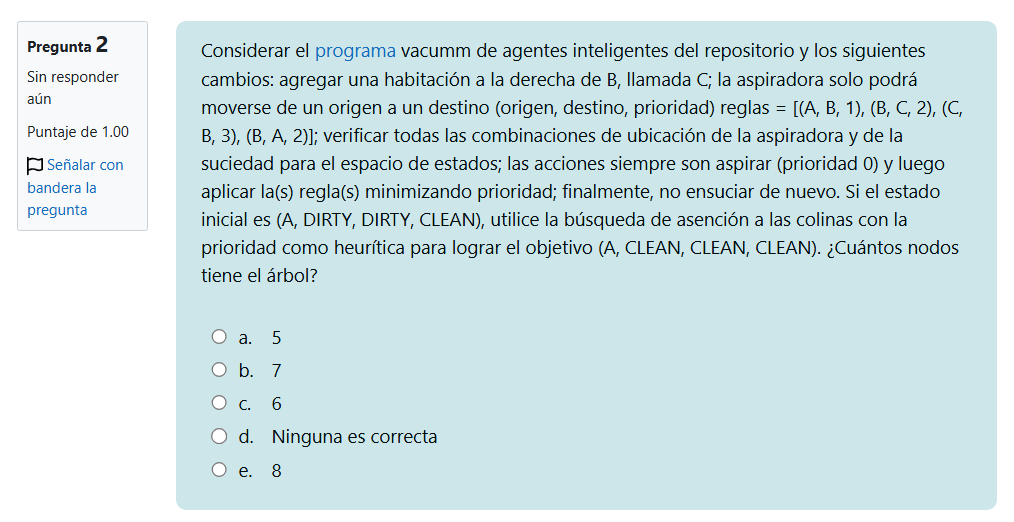 Pregunta 2
Sin responder
aún
Puntaje de 1.00
Señalar con
bandera la
pregunta
Considerar el programa vacumm de agentes inteligentes del repositorio y los siguientes
cambios: agregar una habitación a la derecha de B, llamada C; la aspiradora solo podrá
moverse de un origen a un destino (origen, destino, prioridad) reglas = [(A, B, 1), (B, C, 2), (C,
B, 3), (B, A, 2)]; verificar todas las combinaciones de ubicación de la aspiradora y de la
suciedad para el espacio de estados; las acciones siempre son aspirar (prioridad 0) y luego
aplicar la(s) regla(s) minimizando prioridad; finalmente, no ensuciar de nuevo. Si el estado
inicial es (A, DIRTY, DIRTY, CLEAN), utilice la búsqueda de asención a las colinas con la
prioridad como heurítica para lograr el objetivo (A, CLEAN, CLEAN, CLEAN). ¿Cuántos nodos
tiene el árbol?
a. 5
b. 7
c. 6
d. Ninguna es correcta
e. 8